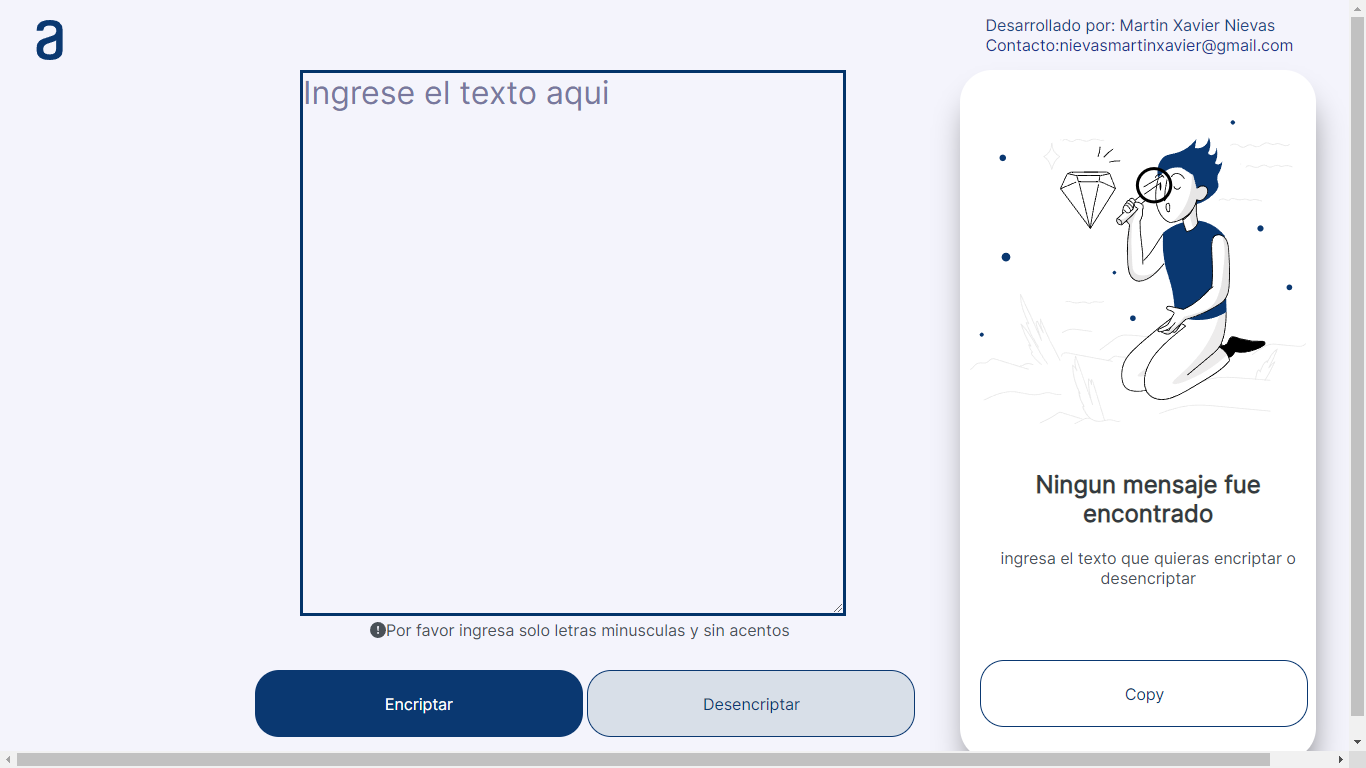 a
Desarrollado por: Martin Xavier Nievas
Contacto:nievasmartinxavier@gmail.com
Ingrese el texto aqui
Por favor ingresa solo letras minusculas y sin acentos
Encriptar
Desencriptar
Ningun mensaje fue
encontrado
ingresa el texto que quieras encriptar o
desencriptar
Copy